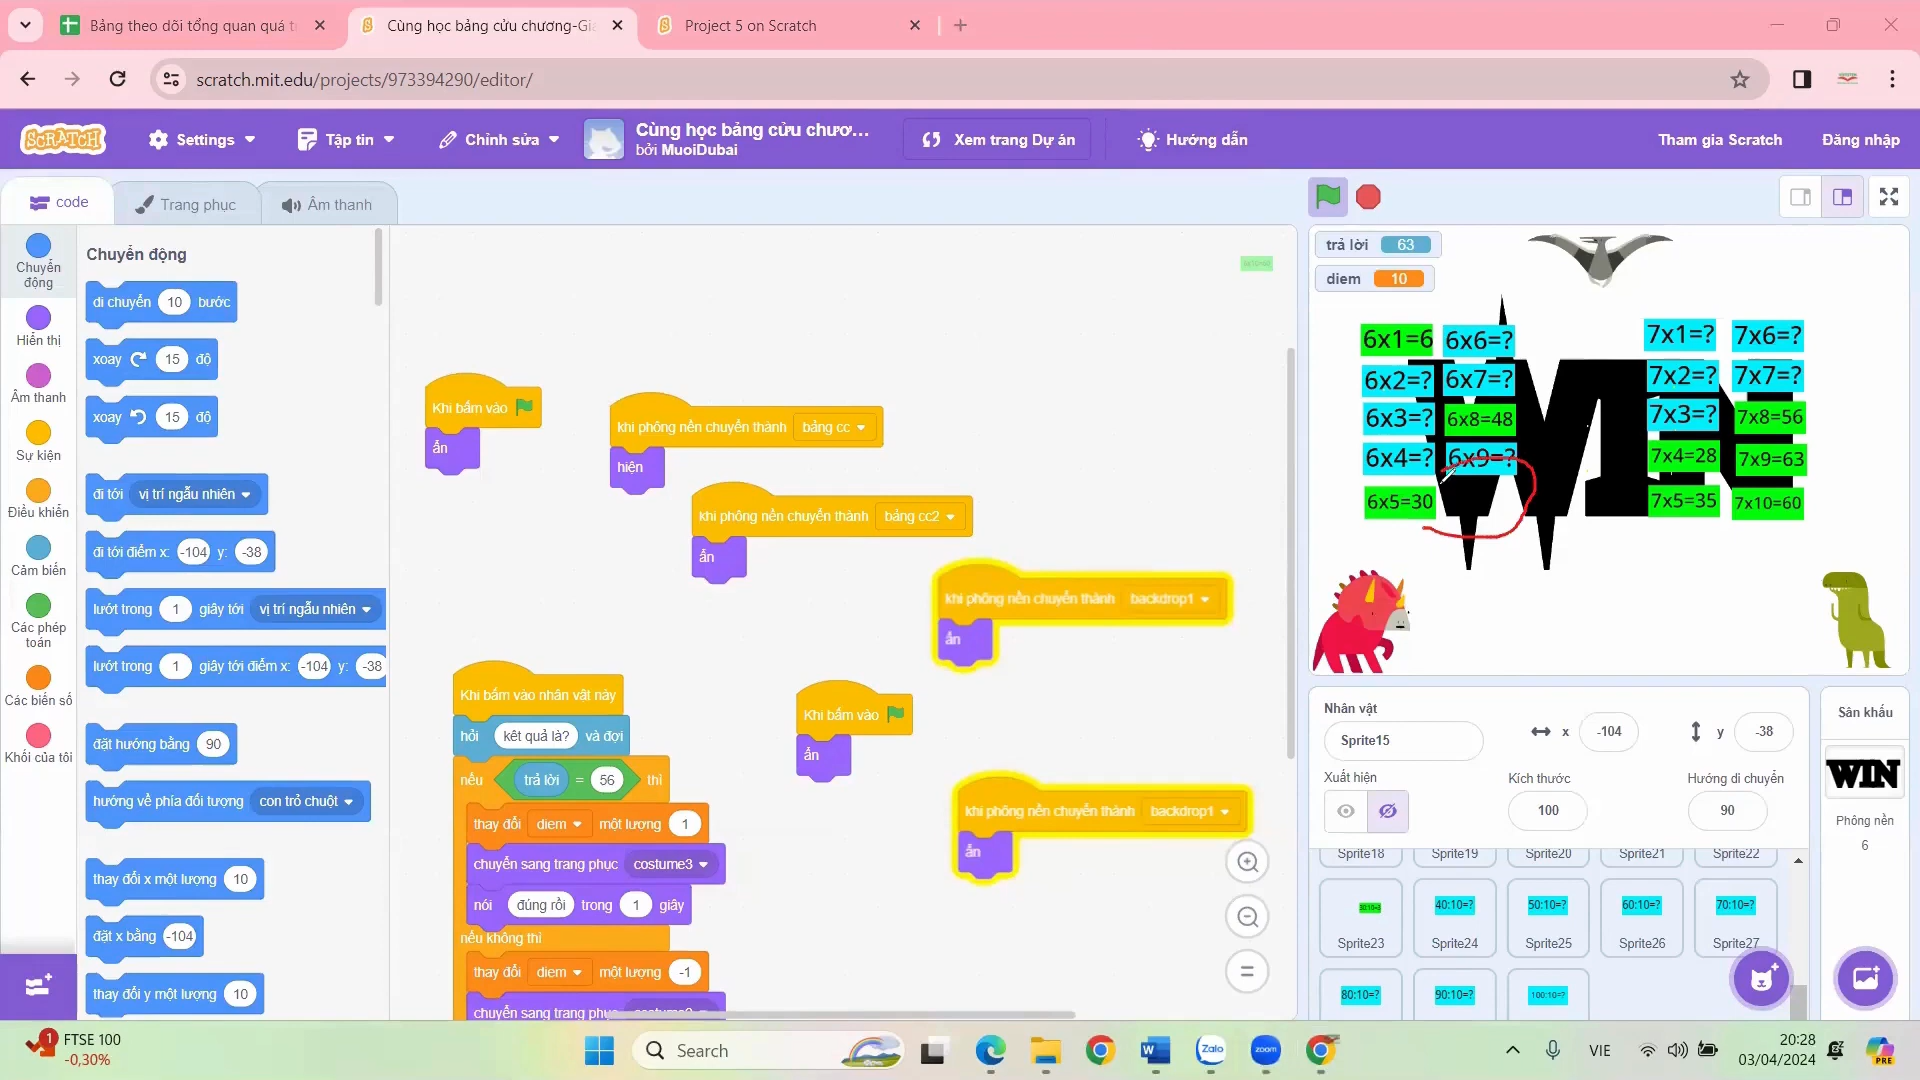 Bảng theo dõi tổng quan quá t
Cùng học bảng cửu chương-Gia
Project 5 on Scratch
scratch.mit.edu/projects/973394290/editor/
SCRATCH
Settings
Tập tin
Chỉnh sửa
Cùng học bảng cửu chươ...
bởi MuoiDubai
Xem trang Dự án
Hướng dẫn
Tham gia Scratch
Đăng nhập
code
Trang phục
Âm thanh
Chuyển động
Hiển thị
Âm thanh
Sự kiện
Điều khiển
Cảm biến
Các phép toán
Các biến số
Khối của tôi
Chuyển động
di chuyển 10 bước
xoay 15 độ
xoay 15 độ
đi tới vị trí ngẫu nhiên
đi tới điểm x: -104 y: -38
lướt trong 1 giây tới vị trí ngẫu nhiên
lướt trong 1 giây tới điểm x: -104 y: -38
đặt hướng bằng 90
hướng về phía đối tượng con trỏ chuột
thay đổi x một lượng 10
đặt x bằng -104
thay đổi y một lượng 10
Khi bấm vào
ẩn
khi phông nền chuyển thành bảng cc
hiện
khi phông nền chuyển thành bảng cc2
ẩn
khi phông nền chuyển thành backdrop1
ẩn
Khi bấm vào nhân vật này
hỏi kêt quả là? và đợi
nếu trả lời = 56 thì
thay đổi diem một lượng 1
chuyển sang trang phục costume3
nói đúng rồi trong 1 giây
nếu không thì
thay đổi diem một lượng -1
chuyển sang trang phục
Khi bấm vào
ẩn
khi phông nền chuyển thành backdrop1
ẩn
trả lời 63
diem 10
6x1=6 6x6=? 7x1=? 7x6=?
6x2=? 6x7=? 7x2=? 7x7=?
6x3=? 6x8=48 7x3=? 7x8=56
6x4=? 6x9=? 7x4=28 7x9=63
6x5=30 7x5=35 7x10=60
Nhân vật
Sprite15
x -104
y -38
Xuất hiện
Kích thước
100
Hướng di chuyển
90
Sprite18 Sprite19 Sprite20 Sprite21 Sprite22
40:10=? 50:10=? 60:10=? 70:10=?
Sprite23 Sprite24 Sprite25 Sprite26 Sprite27
80:10=? 90:10=? 100:10=?
Sân khấu
WIN
Phông nền
6
1
FTSE 100
-0,30%
Search
Zalo
zoom
VIE
20:28
03/04/2024
PRE